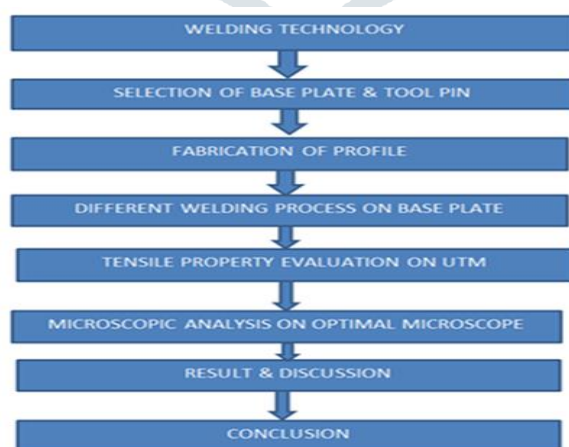 WELDING TECHNOLOGY
SELECTION OF BASE PLATE & TOOL PIN
FABRICATION OF PROFILE
DIFFERENT WELDING PROCESS ON BASE PLATE
TENSILE PROPERTY EVALUATION ON UTM
MICROSCOPIC ANALYSIS ON OPTIMAL MICROSCOPE
RESULT & DISCUSSION
CONCLUSION